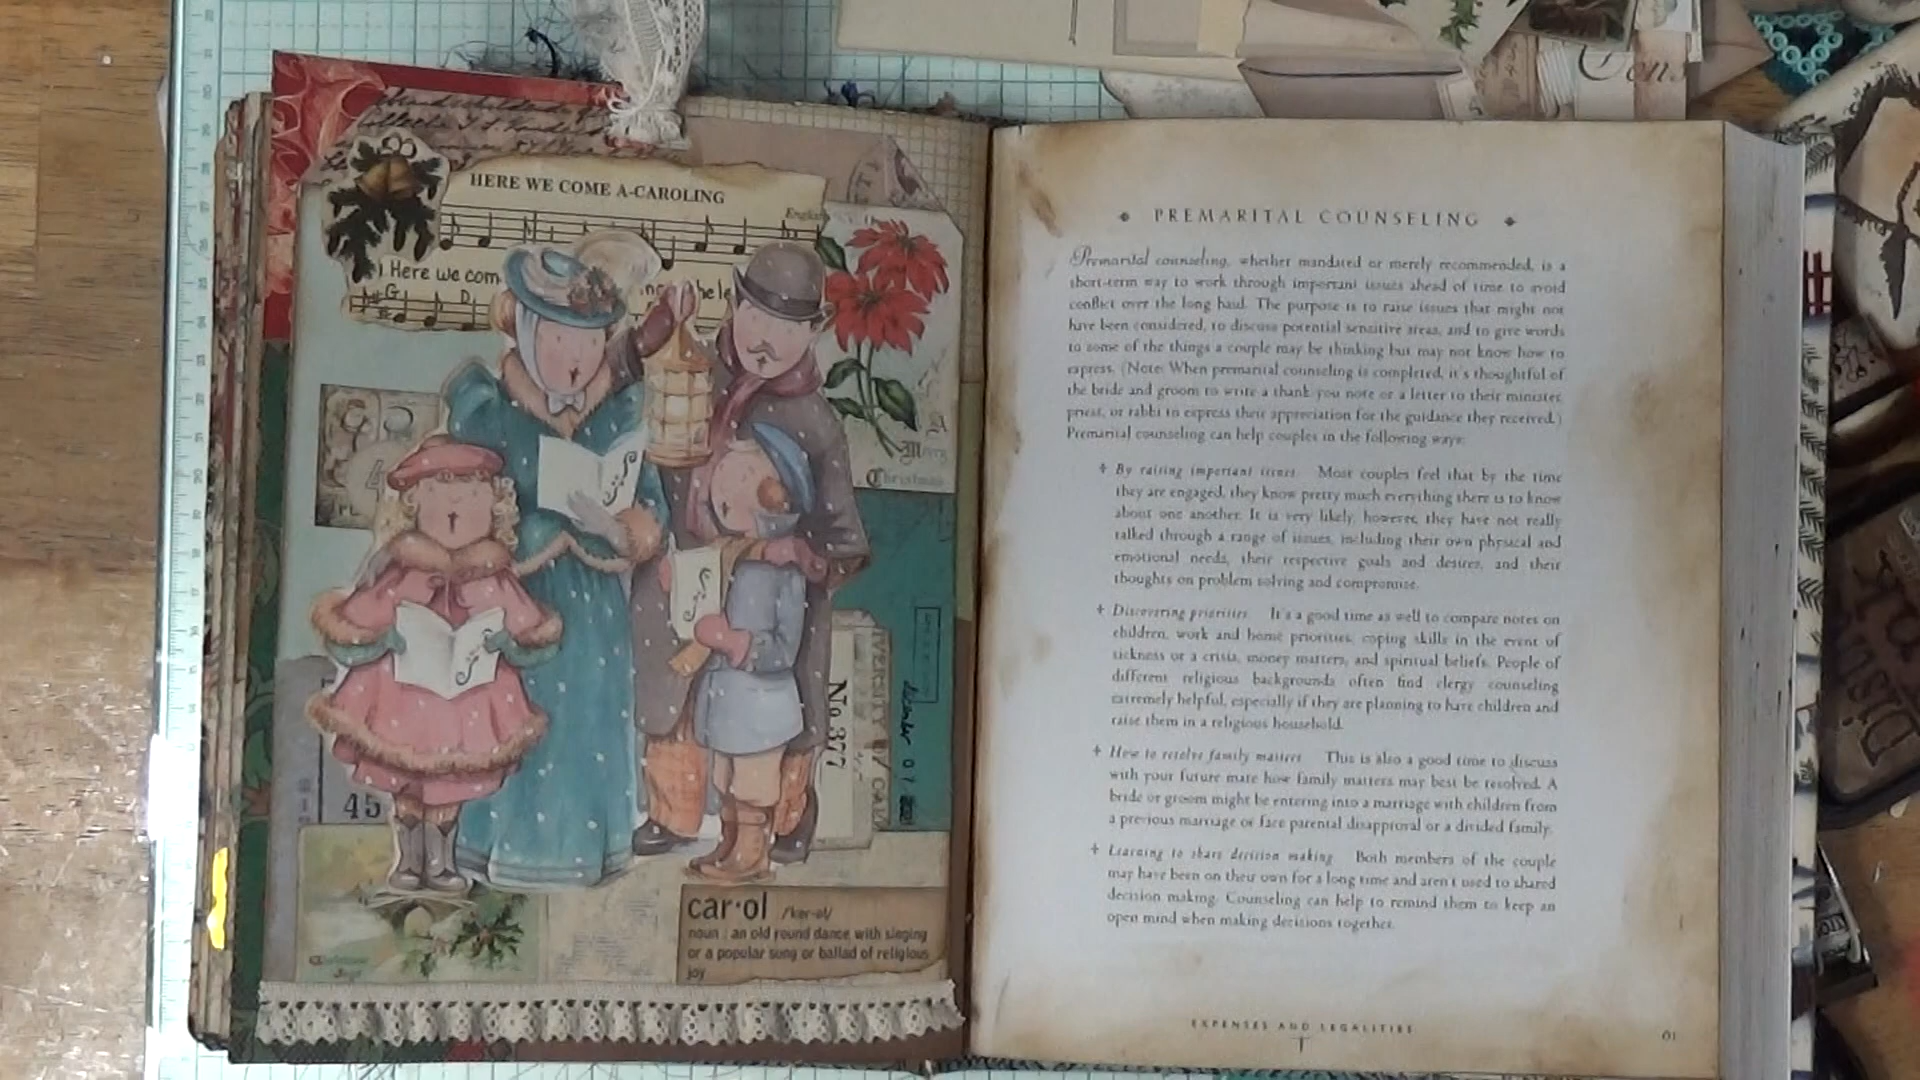 HERE WE COME A-CAROLING
Here we com
G D
A
Merry
Christmas
No. 377
45
car·ol /kar-ol/
noun : an old round dance with singing
or a popular song or ballad of religious
joy
PREMARITAL COUNSELING
Premarital counseling, whether mandated or merely recommended, is a
short-term way to work through important issues ahead of time to avoid
conflict over the long haul. The purpose is to raise issues that might not
have been considered, to discuss potential sensitive areas, and to give words
to some of the things a couple may be thinking but may not know how to
express. (Note: When premarital counseling is completed, it's thoughtful of
the bride and groom to write a thank-you note or a letter to their minister,
priest, or rabbi to express their appreciation for the guidance they received.)
Premarital counseling can help couples in the following ways:
By raising important issues. Most couples feel that by the time
they are engaged, they know pretty much everything there is to know
about one another. It is very likely, however, they have not really
talked through a range of issues, including their own physical and
emotional needs, their respective goals and desires, and their
thoughts on problem solving and compromise.
Discovering priorities. It's a good time as well to compare notes on
children, work and home priorities, coping skills in the event of
sickness or a crisis, money matters, and spiritual beliefs. People of
different religious backgrounds often find clergy counseling
extremely helpful, especially if they are planning to have children and
raise them in a religious household.
How to resolve family matters. This is also a good time to discuss
with your future mate how family matters may best be resolved. A
bride or groom might be entering into a marriage with children from
a previous marriage or face parental disapproval or a divided family.
Learning to share decision making. Both members of the couple
may have been on their own for a long time and aren't used to shared
decision making. Counseling can help to remind them to keep an
open mind when making decisions together.
EXPENSES AND LEGALITIES
61